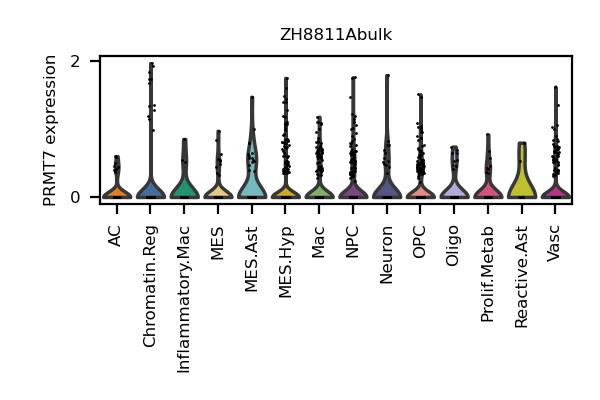 ZH8811Abulk
PRMT7 expression
2
0
AC
Chromatin.Reg
Inflammatory.Mac
MES
MES.Ast
MES.Hyp
Mac
NPC
Neuron
OPC
Oligo
Prolif.Metab
Reactive.Ast
Vasc